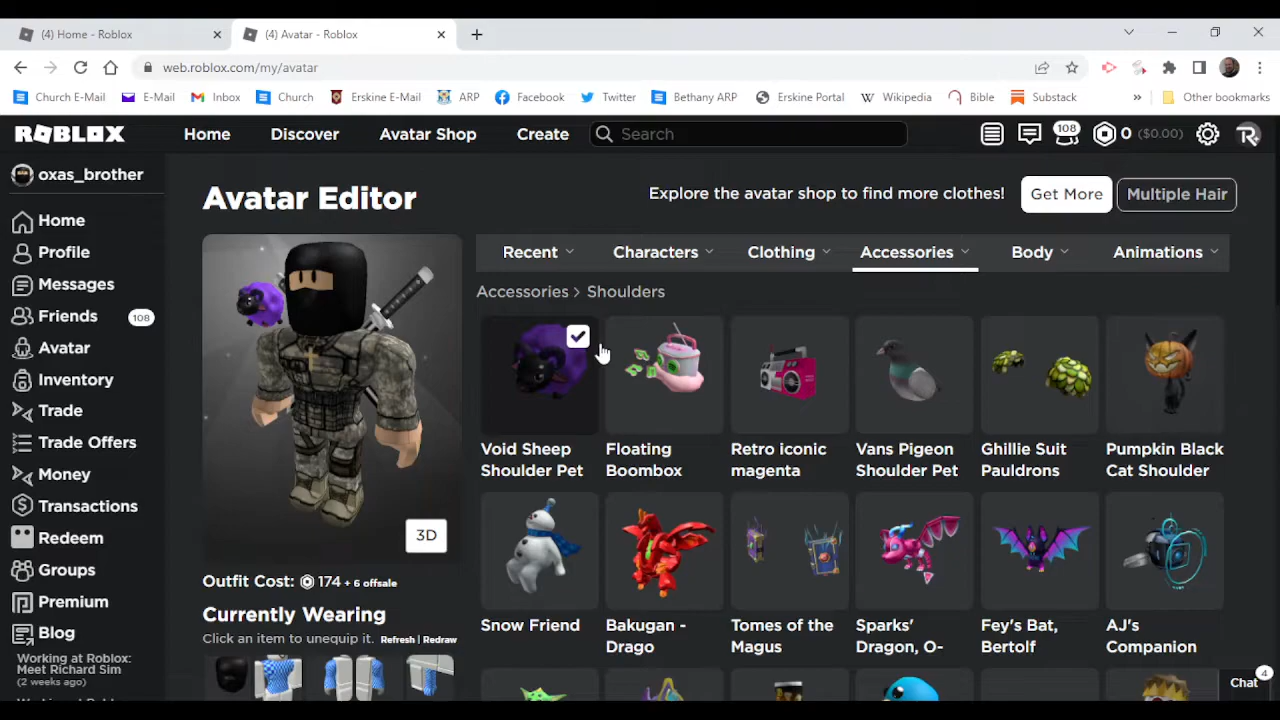 (4) Home - Roblox
(4) Avatar - Roblox
web.roblox.com/my/avatar
Church E-Mail
E-Mail
Inbox
Church
Erskine E-Mail
ARP
Facebook
Twitter
Bethany ARP
Erskine Portal
Wikipedia
Bible
Substack
»
Other bookmarks
ROBLOX
Home
Discover
Avatar Shop
Create
Search
108
0 ($0.00)
oxas_brother
Home
Profile
Messages
Friends 108
Avatar
Inventory
Trade
Trade Offers
Money
Transactions
Redeem
Groups
Premium
Blog
Working at Roblox:
Meet Richard Sim
(2 weeks ago)
Avatar Editor
Explore the avatar shop to find more clothes!
Get More
Multiple Hair
3D
Outfit Cost: 174 + 6 offsale
Currently Wearing
Click an item to unequip it. Refresh | Redraw
Recent
Characters
Clothing
Accessories
Body
Animations
Accessories > Shoulders
Void Sheep
Shoulder Pet
Floating
Boombox
Retro iconic
magenta
Vans Pigeon
Shoulder Pet
Ghillie Suit
Pauldrons
Pumpkin Black
Cat Shoulder
Snow Friend
Bakugan -
Drago
Tomes of the
Magus
Sparks'
Dragon, O-
Fey's Bat,
Bertolf
AJ's
Companion
Chat 4